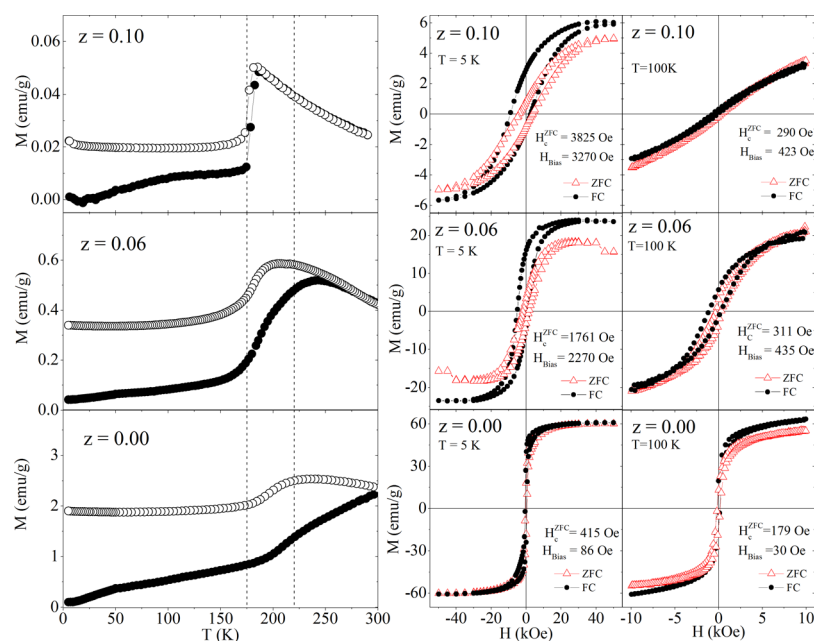 z = 0.10
0.06
0.04
0.02
0.00
M (emu/g)
z = 0.06
0.6
0.4
0.2
0.0
M (emu/g)
z = 0.00
3
2
1
0
M (emu/g)
0 50 100 150 200 250 300
T (K)
z = 0.10
T = 5 K
6
4
2
0
-2
-4
-6
M (emu/g)
H_c^ZFC = 3825 Oe
H_Bias = 3270 Oe
ZFC
FC
z = 0.10
T=100K
H_c^ZFC = 290 Oe
H_Bias = 423 Oe
ZFC
FC
z = 0.06
T = 5 K
20
10
0
-10
-20
M (emu/g)
H_c^ZFC = 1761 Oe
H_Bias = 2270 Oe
ZFC
FC
z = 0.06
T=100 K
H_c^ZFC = 311 Oe
H_Bias = 435 Oe
ZFC
FC
z = 0.00
T = 5 K
60
30
0
-30
-60
M (emu/g)
H_c^ZFC = 415 Oe
H_Bias = 86 Oe
ZFC
FC
-40 -20 0 20 40
H (kOe)
z = 0.00
T=100 K
H_c^ZFC = 179 Oe
H_Bias = 30 Oe
ZFC
FC
-10 -5 0 5 10
H (kOe)